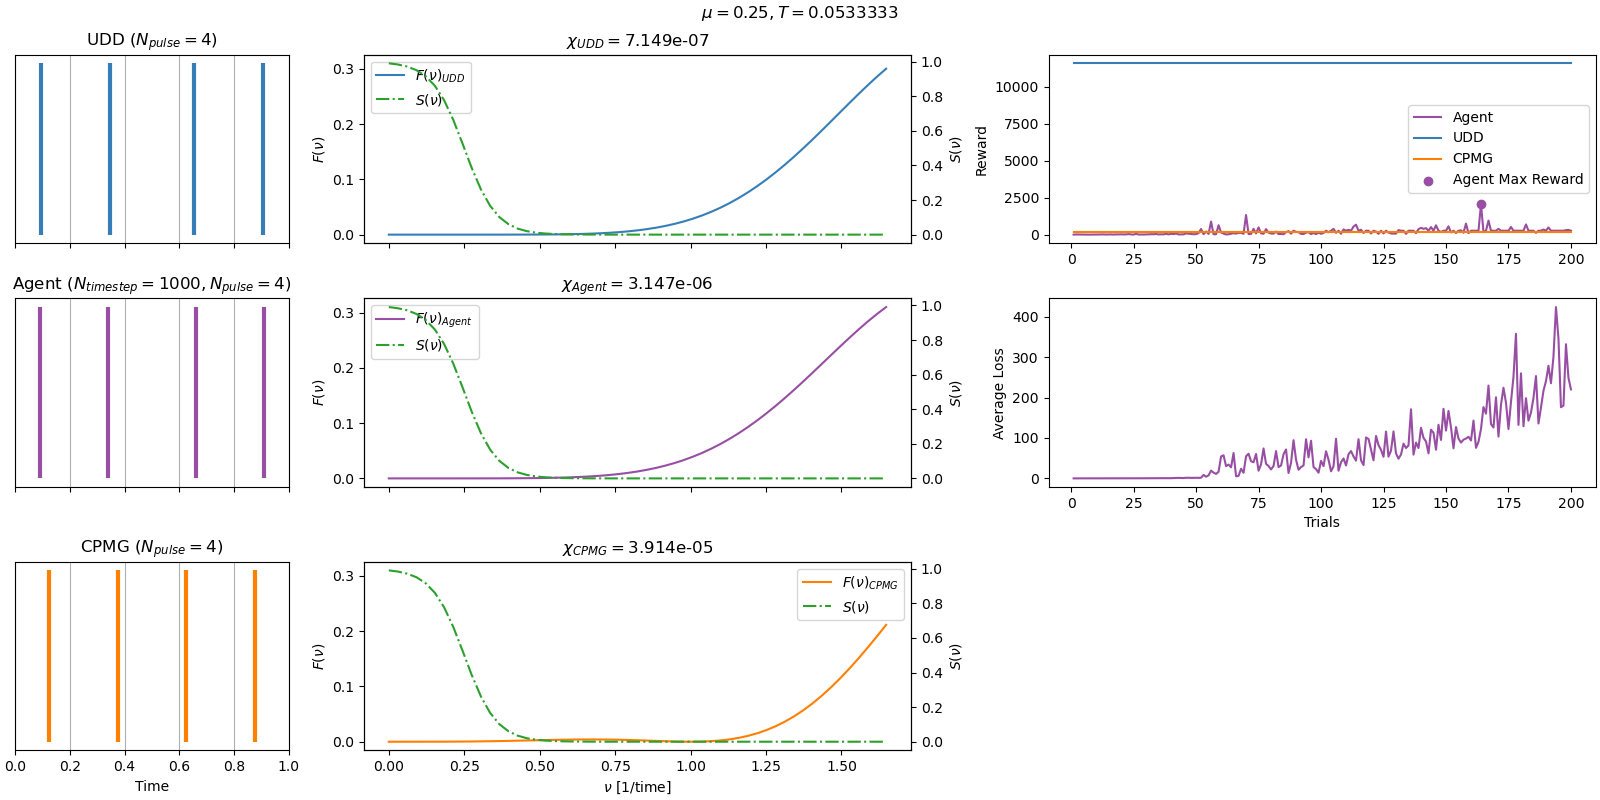 μ = 0.25, T = 0.0533333
UDD (N_pulse = 4)
χ_UDD = 7.149e-07
F(ν)_UDD
S(ν)
0.3
0.2
0.1
0.0
F(ν)
1.0
0.8
0.6
0.4
0.2
0.0
S(ν)
Reward
10000
7500
5000
2500
0
Agent
UDD
CPMG
Agent Max Reward
0 25 50 75 100 125 150 175 200
Agent (N_timestep = 1000, N_pulse = 4)
χ_Agent = 3.147e-06
F(ν)_Agent
S(ν)
0.3
0.2
0.1
0.0
F(ν)
1.0
0.8
0.6
0.4
0.2
0.0
S(ν)
Average Loss
400
300
200
100
0
0 25 50 75 100 125 150 175 200
Trials
CPMG (N_pulse = 4)
0.0 0.2 0.4 0.6 0.8 1.0
Time
χ_CPMG = 3.914e-05
F(ν)_CPMG
S(ν)
0.3
0.2
0.1
0.0
F(ν)
1.0
0.8
0.6
0.4
0.2
0.0
S(ν)
0.00 0.25 0.50 0.75 1.00 1.25 1.50
ν [1/time]